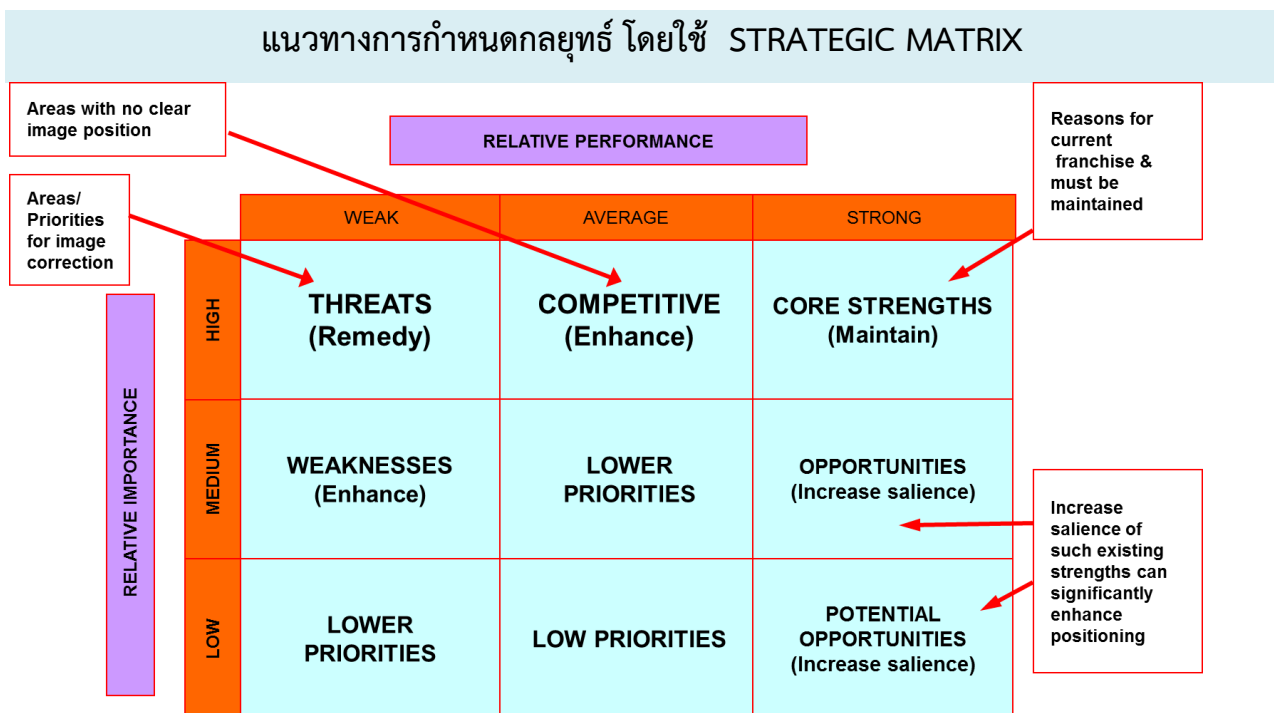 แนวทางการกำหนดกลยุทธ์ โดยใช้ STRATEGIC MATRIX
Areas with no clear
image position
RELATIVE PERFORMANCE
Reasons for
current
franchise &
must be
maintained
Areas/
Priorities
for image
correction
WEAK
AVERAGE
STRONG
HIGH
THREATS
(Remedy)
COMPETITIVE
(Enhance)
CORE STRENGTHS
(Maintain)
RELATIVE IMPORTANCE
MEDIUM
WEAKNESSES
(Enhance)
LOWER
PRIORITIES
OPPORTUNITIES
(Increase salience)
Increase
salience of
such existing
strengths can
significantly
enhance
positioning
LOW
LOWER
PRIORITIES
LOW PRIORITIES
POTENTIAL
OPPORTUNITIES
(Increase salience)